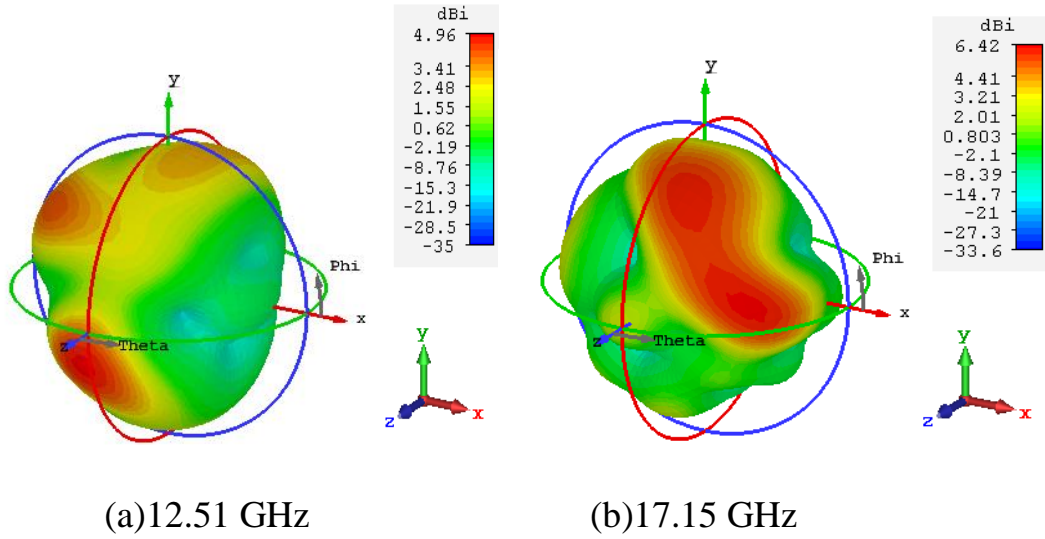 dBi
4.96
3.41
2.48
1.55
0.62
-2.19
-8.76
-15.3
-21.9
-28.5
-35
y
Phi
x
z
Theta
y
z
x
dBi
6.42
4.41
3.21
2.01
0.803
-2.1
-8.39
-14.7
-21
-27.3
-33.6
y
Phi
x
z
Theta
y
z
x
(a)12.51 GHz
(b)17.15 GHz